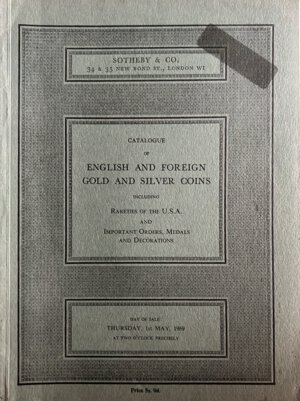 SOTHEBY & CO.
34 & 35 NEW BOND ST., LONDON W1
CATALOGUE
OF
ENGLISH AND FOREIGN
GOLD AND SILVER COINS
INCLUDING
RARITIES OF THE U.S.A.
AND
IMPORTANT ORDERS, MEDALS
AND DECORATIONS
DAY OF SALE
THURSDAY, 1ST MAY, 1969
AT TWO O'CLOCK PRECISELY
Price 5s. 0d.